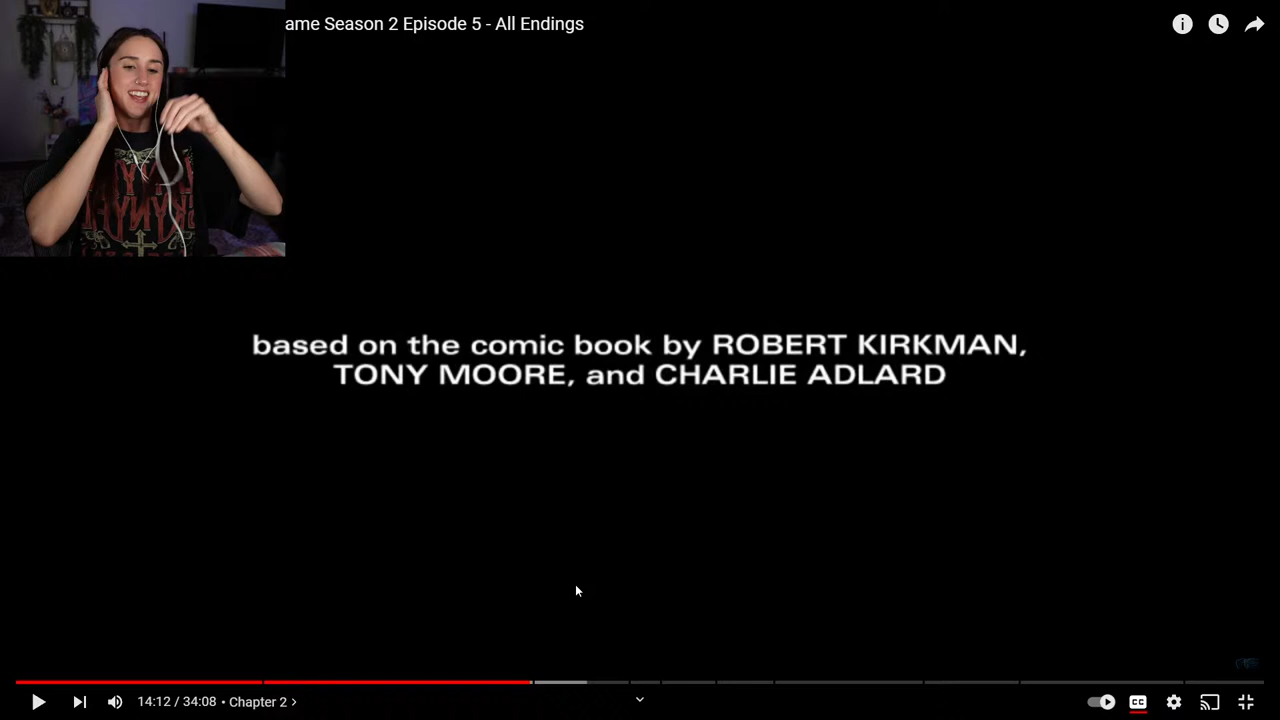 ame Season 2 Episode 5 - All Endings
based on the comic book by ROBERT KIRKMAN,
TONY MOORE, and CHARLIE ADLARD
14:12 / 34:08 • Chapter 2 >
CC